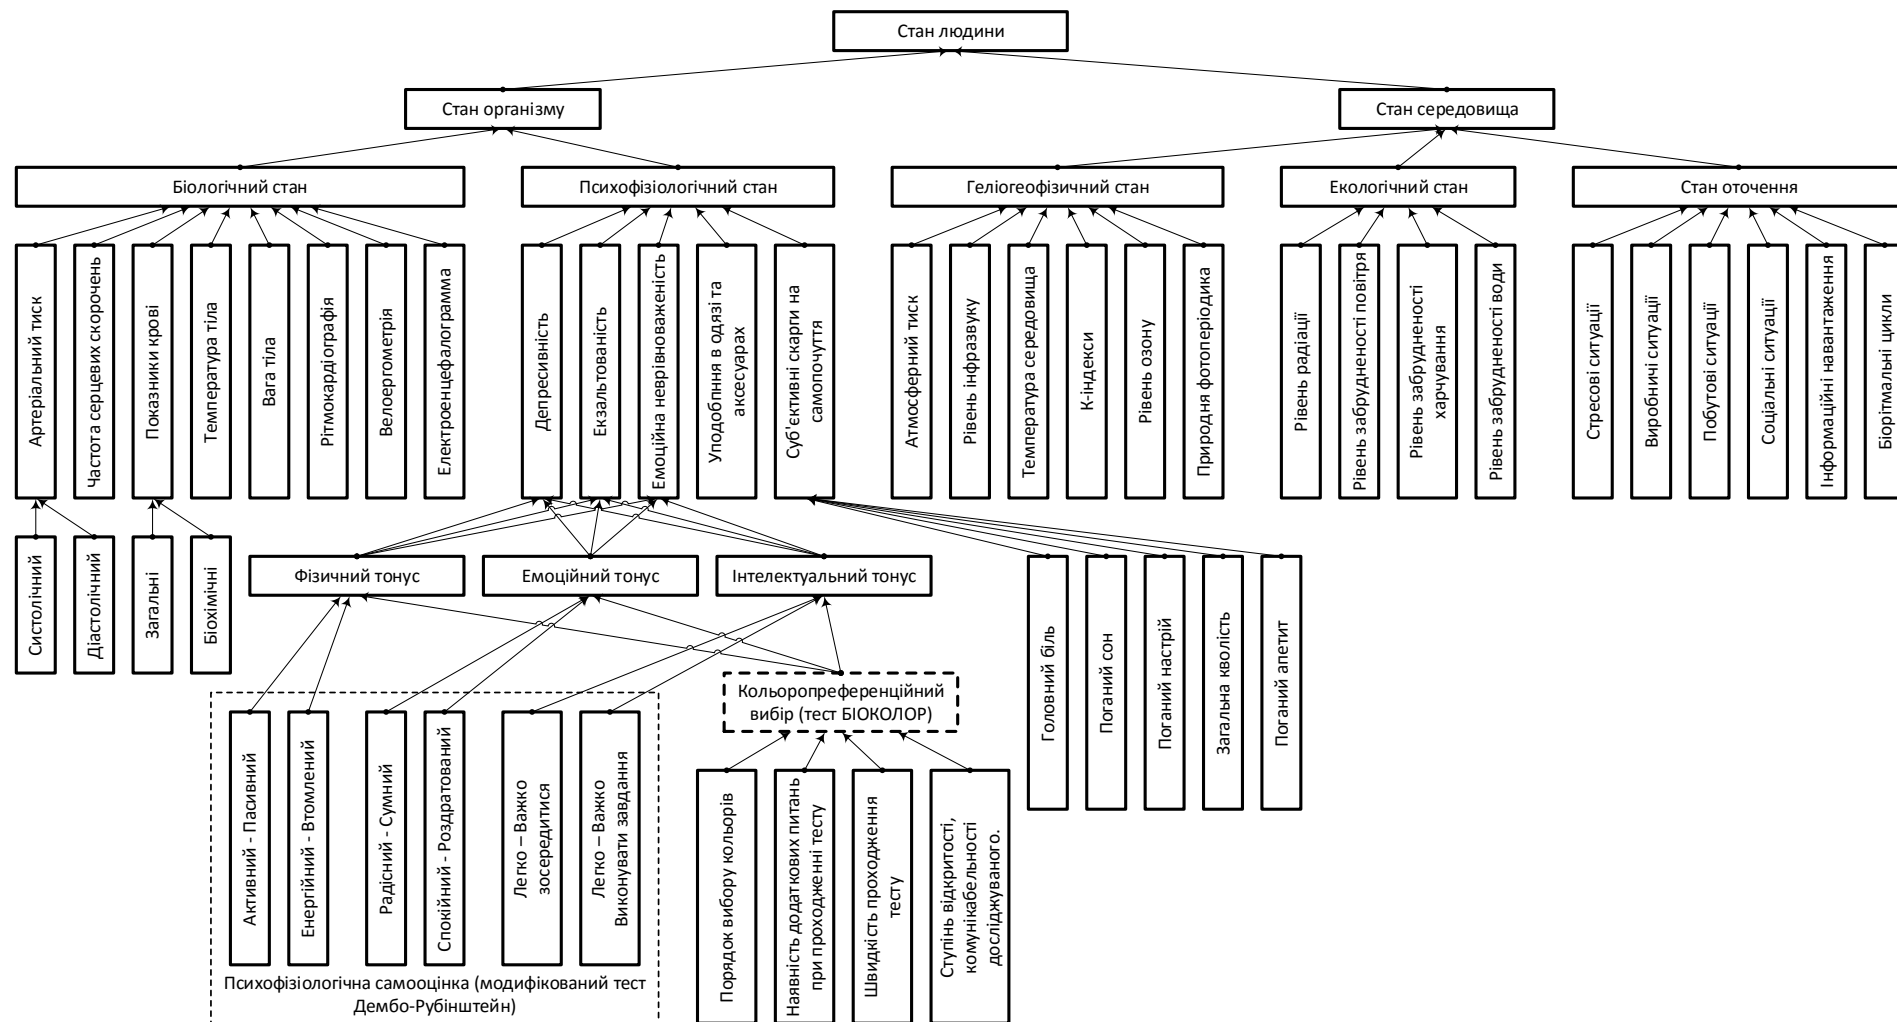 Стан людини
Стан організму
Стан середовища
Біологічний стан
Психофізіологічний стан
Геліогеофізичний стан
Екологічний стан
Стан оточення
Артеріальний тиск
Частота серцевих скорочень
Показники крові
Температура тіла
Вага тіла
Рітмокардіографія
Велоергометрія
Електроенцефалограмма
Депресивність
Екзальтованість
Емоційна неврівноваженість
Уподобпння в одязі та
аксесуарах
Суб'єктивні скарги на
самопочуття
Атмосферний тиск
Рівень інфразвуку
Температура середовища
К-індекси
Рівень озону
Природня фотоперіодика
Рівень радіації
Рівень забрудненості повітря
Рівень забрудненості
харчування
Рівень забрудненості води
Стресові ситуації
Виробничі ситуації
Побутові ситуації
Соціальні ситуації
Інформаційні навантаження
Біорітмальні цикли
Систолічний
Діастолічний
Загальні
Біохімічні
Фізичний тонус
Емоційний тонус
Інтелектуальний тонус
Головний біль
Поганий сон
Поганий настрій
Загальна кволість
Поганий апетит
Кольоропреференційний
вибір (тест БІОКОЛОР)
Активний - Пасивний
Енергійний - Втомлений
Радісний - Сумний
Спокійний - Роздратований
Легко – Важко
зосередитися
Легко – Важко
Виконувати завдання
Порядок вибору кольорів
Наявність додаткових питань
при проходженні тесту
Швидкість проходження
тесту
Ступінь відкритості,
комунікабельності
досліджуваного.
Психофізіологічна самооцінка (модифікований тест
Дембо-Рубінштейн)